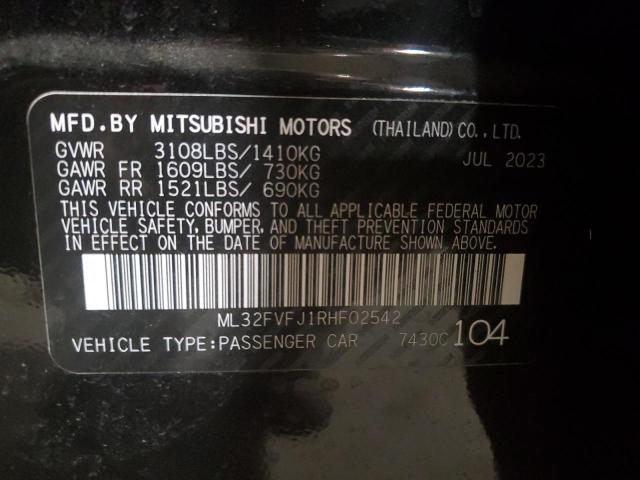 MFD.BY MITSUBISHI MOTORS (THAILAND)CO.,LTD.
GVWR 3108LBS/1410KG JUL 2023
GAWR FR 1609LBS/ 730KG
GAWR RR 1521LBS/ 690KG
THIS VEHICLE CONFORMS TO ALL APPLICABLE FEDERAL MOTOR
VEHICLE SAFETY, BUMPER, AND THEFT PREVENTION STANDARDS
IN EFFECT ON THE DATE OF MANUFACTURE SHOWN ABOVE.
ML32FVFJ1RHF02542
VEHICLE TYPE:PASSENGER CAR 7430C 104